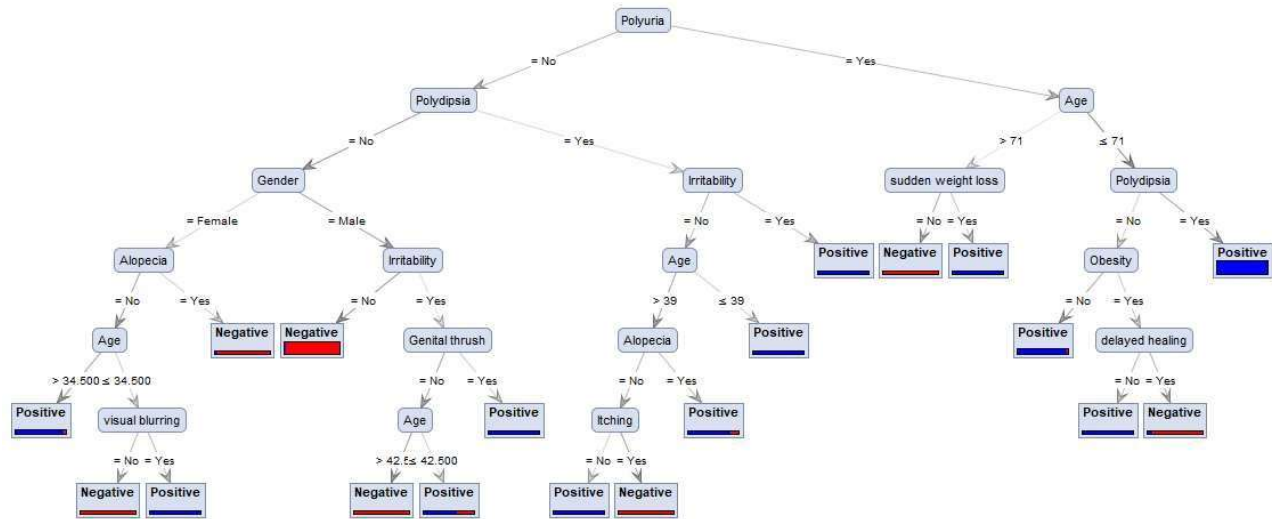 Polyuria
= No
= Yes
Polydipsia
Age
= No
= Yes
> 71
≤ 71
Gender
Irritability
sudden weight loss
Polydipsia
= Female
= Male
= No
= Yes
= No
= Yes
= No
= Yes
Alopecia
Irritability
Age
Positive
Negative
Positive
Obesity
Positive
= No
= Yes
= No
= Yes
> 39
≤ 39
= No
= Yes
Age
Negative
Negative
Genital thrush
Alopecia
Positive
Positive
delayed healing
> 34.500
≤ 34.500
= No
= Yes
= No
= Yes
= No
= Yes
Positive
visual blurring
Age
Positive
Itching
Positive
Positive
Negative
= No
= Yes
> 42.5
≤ 42.500
= No
= Yes
Negative
Positive
Negative
Positive
Positive
Negative